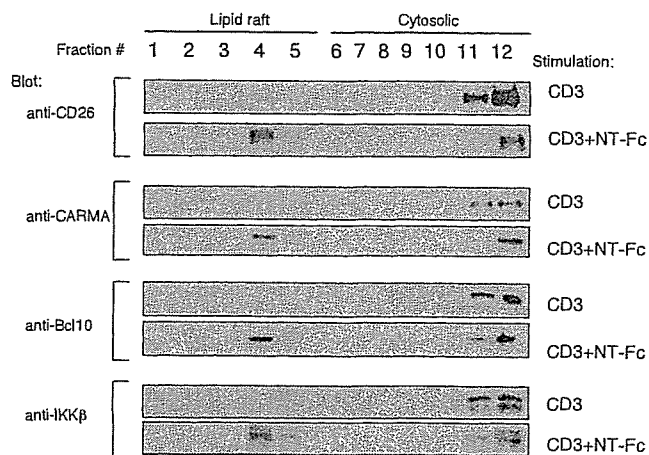 Lipid raft Cytosolic
Fraction # 1 2 3 4 5 6 7 8 9 10 11 12
Stimulation:
Blot:
anti-CD26
CD3
CD3+NT-Fc
anti-CARMA
CD3
CD3+NT-Fc
anti-Bcl10
CD3
CD3+NT-Fc
anti-IKKβ
CD3
CD3+NT-Fc